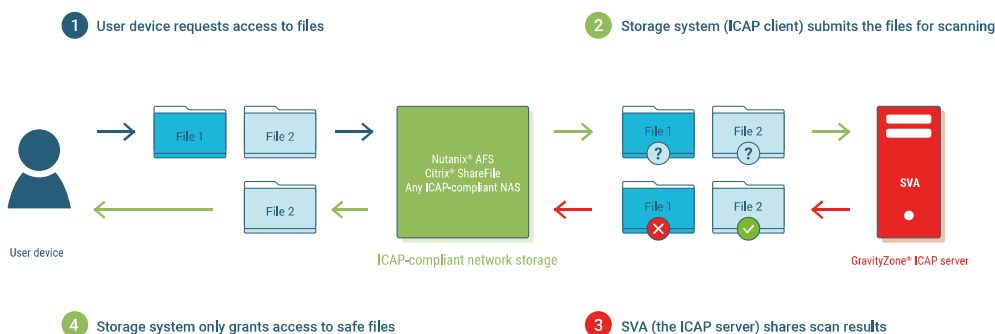 1 User device requests access to files
2 Storage system (ICAP client) submits the files for scanning
File 1
File 2
Nutanix® AFS
Citrix® ShareFile
Any ICAP-compliant NAS
File 1
?
File 2
?
SVA
File 2
File 1
File 2
User device
ICAP-compliant network storage
GravityZone® ICAP server
4 Storage system only grants access to safe files
3 SVA (the ICAP server) shares scan results